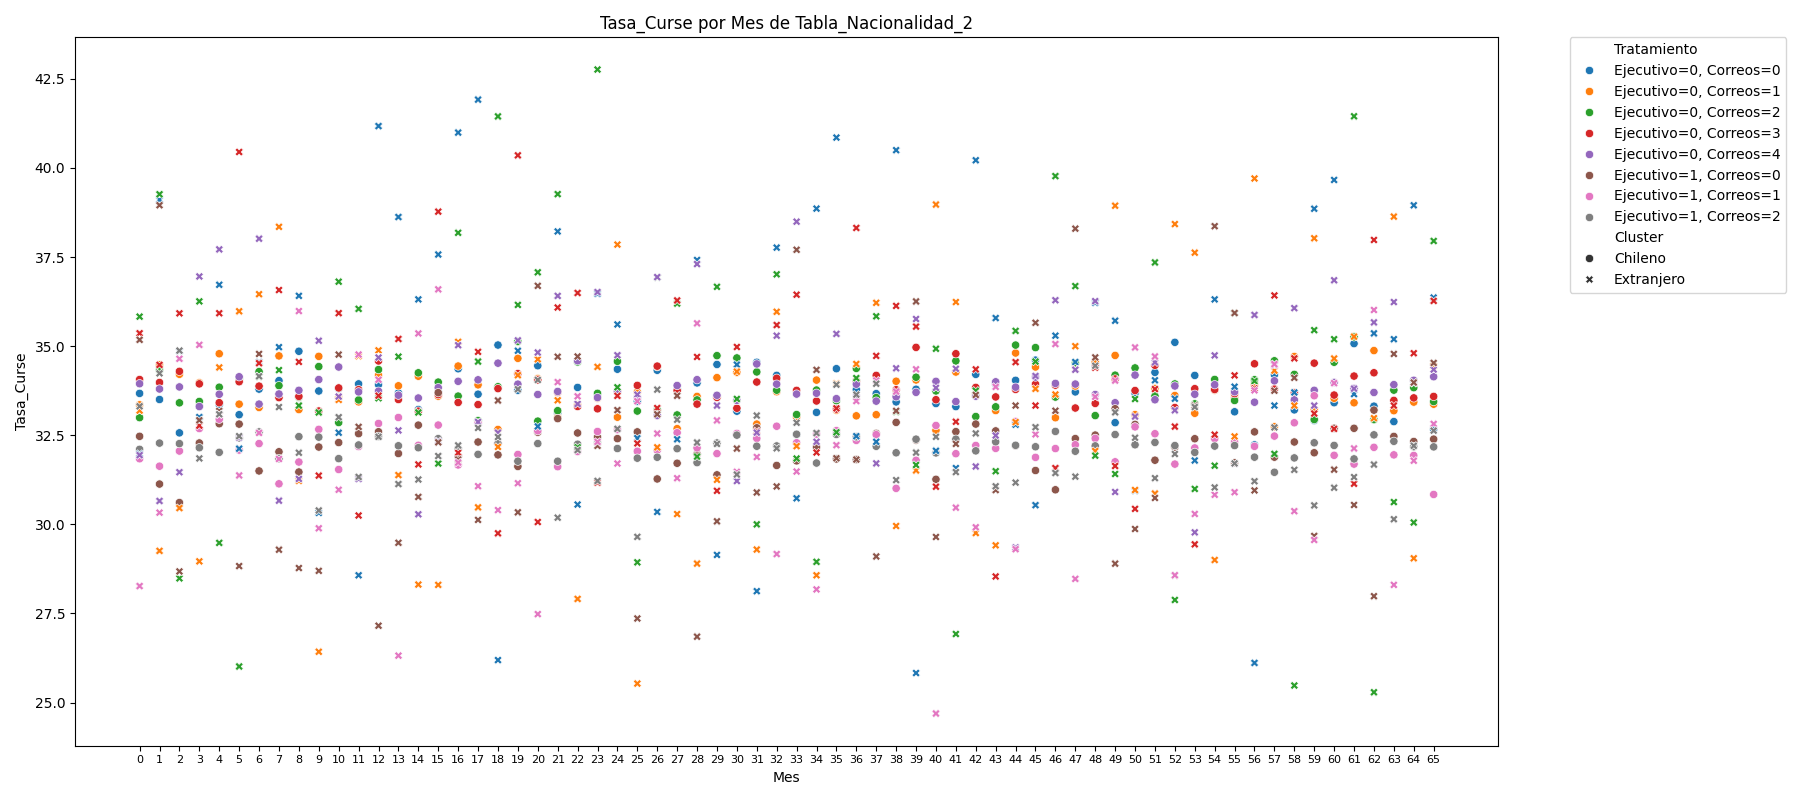 Tasa_Curse por Mes de Tabla_Nacionalidad_2
Tratamiento
Ejecutivo=0, Correos=0
Ejecutivo=0, Correos=1
Ejecutivo=0, Correos=2
Ejecutivo=0, Correos=3
Ejecutivo=0, Correos=4
Ejecutivo=1, Correos=0
Ejecutivo=1, Correos=1
Ejecutivo=1, Correos=2
Cluster
Chileno
Extranjero
Tasa_Curse
42.5
40.0
37.5
35.0
32.5
30.0
27.5
25.0
0 1 2 3 4 5 6 7 8 9 10 11 12 13 14 15 16 17 18 19 20 21 22 23 24 25 26 27 28 29 30 31 32 33 34 35 36 37 38 39 40 41 42 43 44 45 46 47 48 49 50 51 52 53 54 55 56 57 58 59 60 61 62 63 64 65
Mes